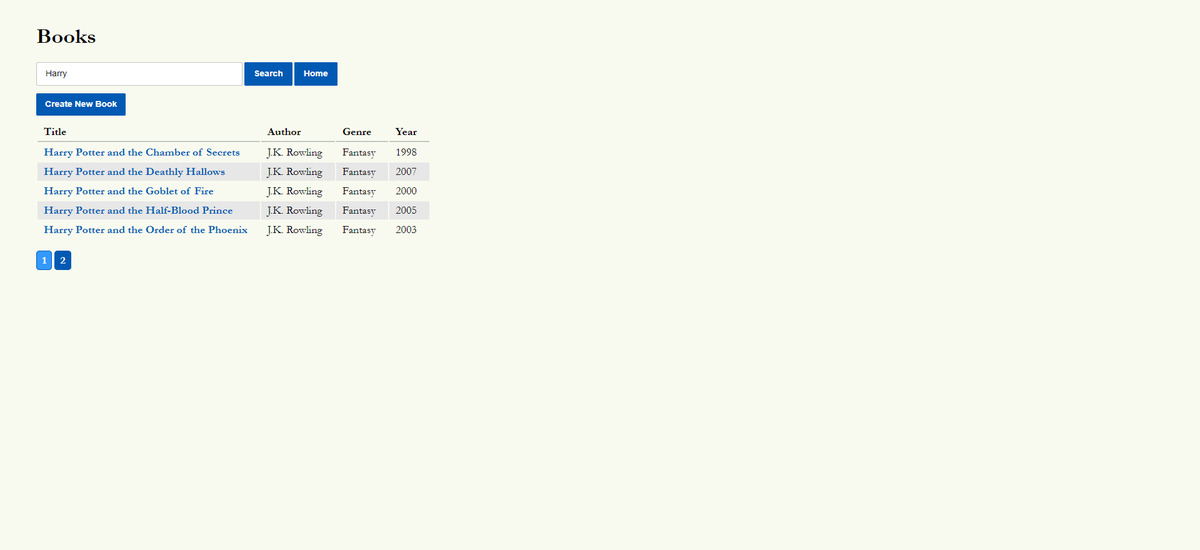 Books
Harry Search Home
Create New Book
Title Author Genre Year
Harry Potter and the Chamber of Secrets J.K. Rowling Fantasy 1998
Harry Potter and the Deathly Hallows J.K. Rowling Fantasy 2007
Harry Potter and the Goblet of Fire J.K. Rowling Fantasy 2000
Harry Potter and the Half-Blood Prince J.K. Rowling Fantasy 2005
Harry Potter and the Order of the Phoenix J.K. Rowling Fantasy 2003
1 2